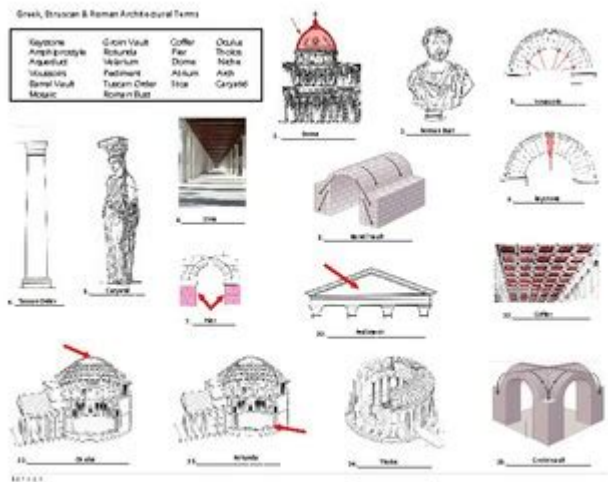 Greek, Etruscan & Roman Architectural Terms
Keystone Groin Vault Coffer Oculus
Amphiprostyle Rotunda Pier Tholos
Aqueduct Velarium Dome Niche
Voussoirs Pediment Atrium Arch
Barrel Vault Tuscan Order Stoa Caryatid
Mosaic Roman Bust
Dome
Roman Bust
Voussoirs
Stoa
Keystone
Barrel Vault
Tuscan Order
Caryatid
Pier
Pediment
Coffer
Oculus
Rotunda
Tholos
Groin Vault